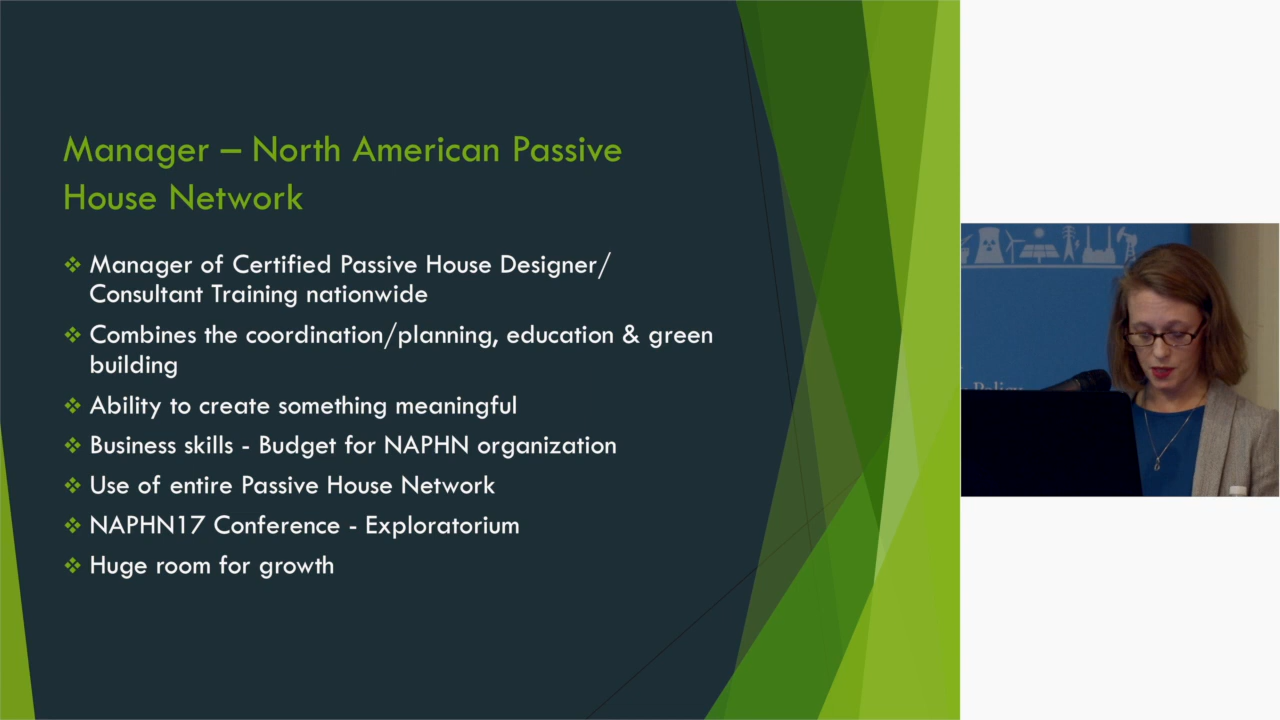 Manager – North American Passive
House Network
Manager of Certified Passive House Designer/
Consultant Training nationwide
Combines the coordination/planning, education & green
building
Ability to create something meaningful
Business skills - Budget for NAPHN organization
Use of entire Passive House Network
NAPHN17 Conference - Exploratorium
Huge room for growth
Policy